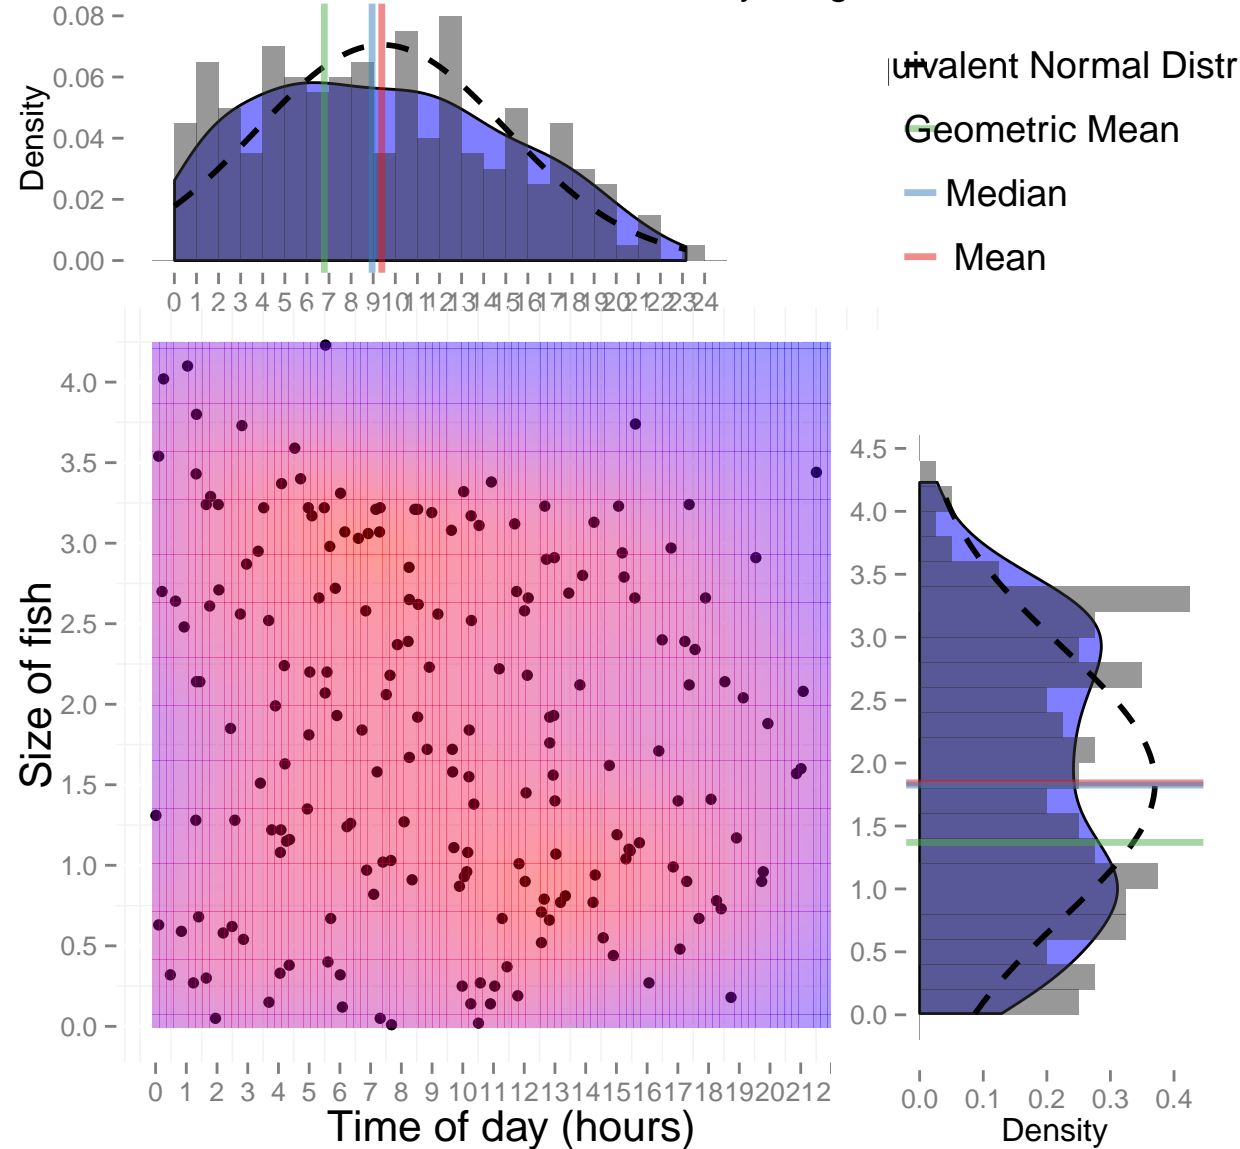 0.08
0.06
0.04
0.02
0.00
Density
0 1 2 3 4 5 6 7 8 9 10 11 12 13 14 15 16 17 18 19 20 21 22 23 24
uivalent Normal Distr
Geometric Mean
Median
Mean
4.0
3.5
3.0
2.5
2.0
1.5
1.0
0.5
0.0
Size of fish
0 1 2 3 4 5 6 7 8 9 10 11 12 13 14 15 16 17 18 19 20 21 2
Time of day (hours)
4.5
4.0
3.5
3.0
2.5
2.0
1.5
1.0
0.5
0.0
0.0 0.1 0.2 0.3 0.4
Density